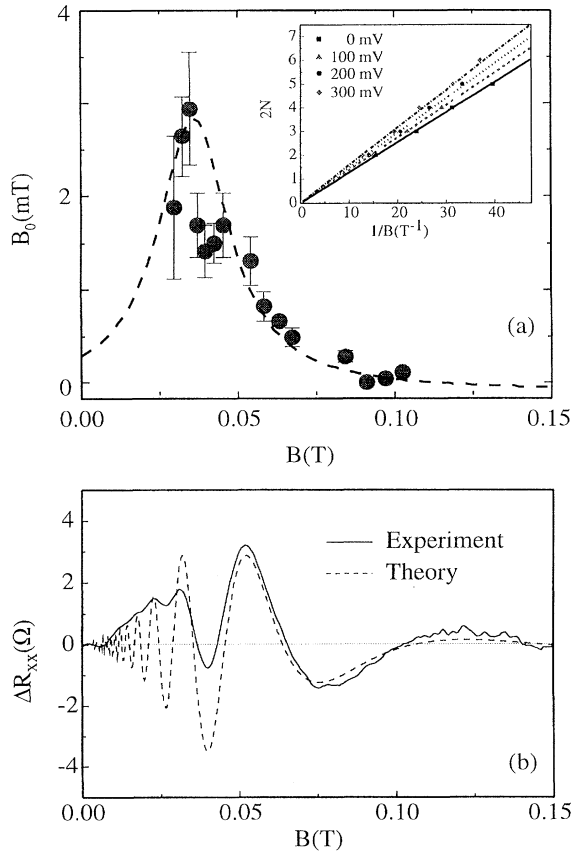 4
2
0
B₀(mT)
0.00
0.05
0.10
0.15
B(T)
(a)
7
6
5
4
3
2
1
0
2N
0 mV
100 mV
200 mV
300 mV
0
10
20
30
40
1/B(T⁻¹)
4
2
0
-2
-4
ΔRxx(Ω)
Experiment
Theory
(b)
0.00
0.05
0.10
0.15
B(T)